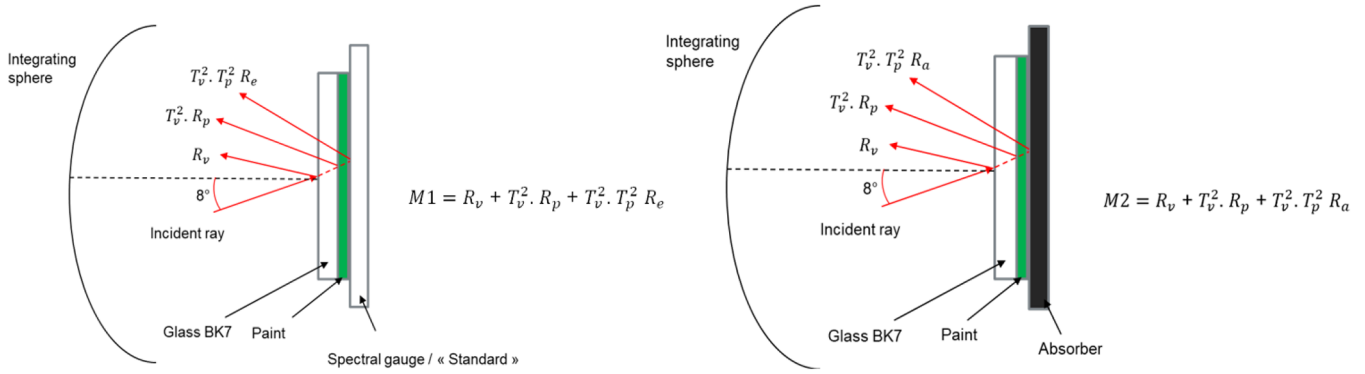 Integrating
sphere
T_v^2 . T_p^2 R_e
T_v^2 . R_p
R_v
8°
Incident ray
M1 = R_v + T_v^2 . R_p + T_v^2 . T_p^2 R_e
Glass BK7
Paint
Spectral gauge / « Standard »
Integrating
sphere
T_v^2 . T_p^2 R_a
T_v^2 . R_p
R_v
8°
Incident ray
M2 = R_v + T_v^2 . R_p + T_v^2 . T_p^2 R_a
Glass BK7
Paint
Absorber